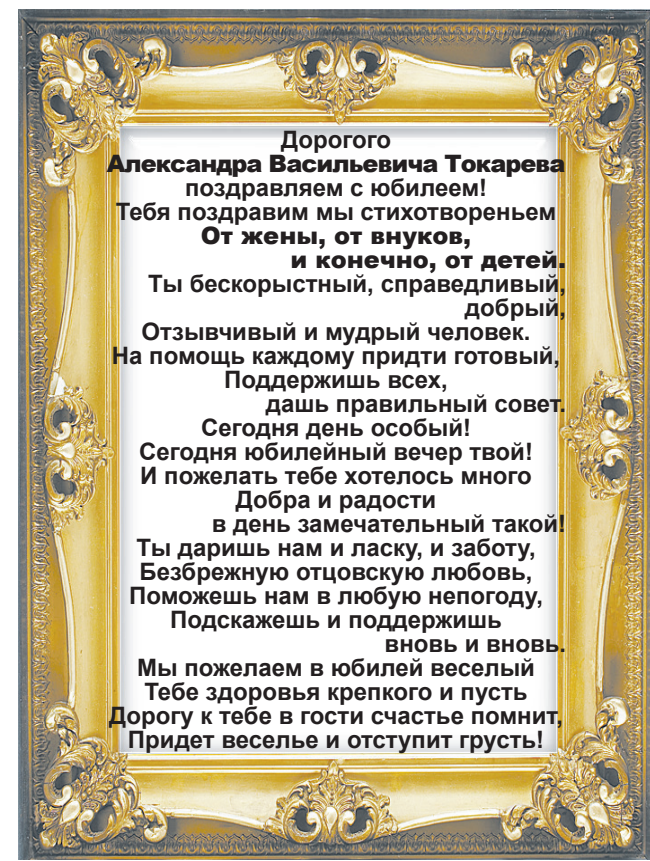 Дорогого
Александра Васильевича Токарева
поздравляем с юбилеем!
Тебя поздравим мы стихотвореньем
От жены, от внуков,
и конечно, от детей.
Ты бескорыстный, справедливый,
добрый,
Отзывчивый и мудрый человек.
На помощь каждому придти готовый,
Поддержишь всех,
дашь правильный совет.
Сегодня день особый!
Сегодня юбилейный вечер твой!
И пожелать тебе хотелось много
Добра и радости
в день замечательный такой!
Ты даришь нам и ласку, и заботу,
Безбрежную отцовскую любовь,
Поможешь нам в любую непогоду,
Подскажешь и поддержишь
вновь и вновь.
Мы пожелаем в юбилей веселый
Тебе здоровья крепкого и пусть
Дорогу к тебе в гости счастье помнит,
Придет веселье и отступит грусть!